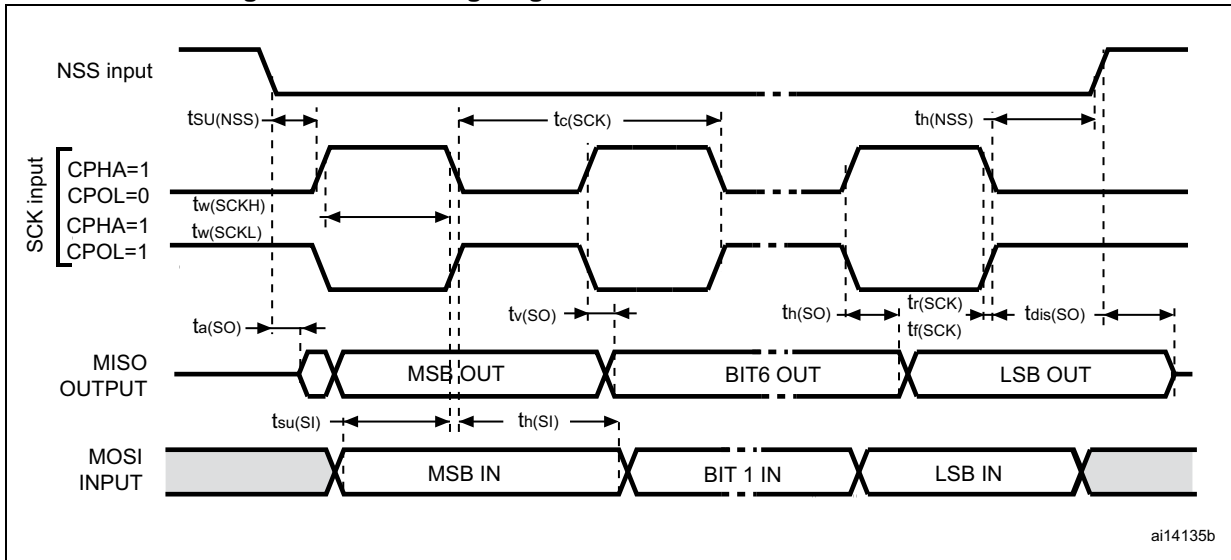 NSS input
tSU(NSS)
tc(SCK)
th(NSS)
SCK input
CPHA=1
CPOL=0
tw(SCKH)
CPHA=1
tw(SCKL)
CPOL=1
ta(SO)
tv(SO)
th(SO)
tr(SCK)
tf(SCK)
tdis(SO)
MISO
OUTPUT
MSB OUT
BIT6 OUT
LSB OUT
tsu(SI)
th(SI)
MOSI
INPUT
MSB IN
BIT 1 IN
LSB IN
ai14135b